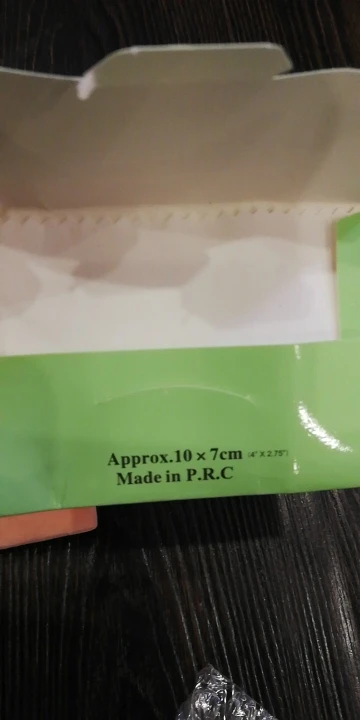 Approx.10 × 7cm (4" X 2.75")
Made in P.R.C